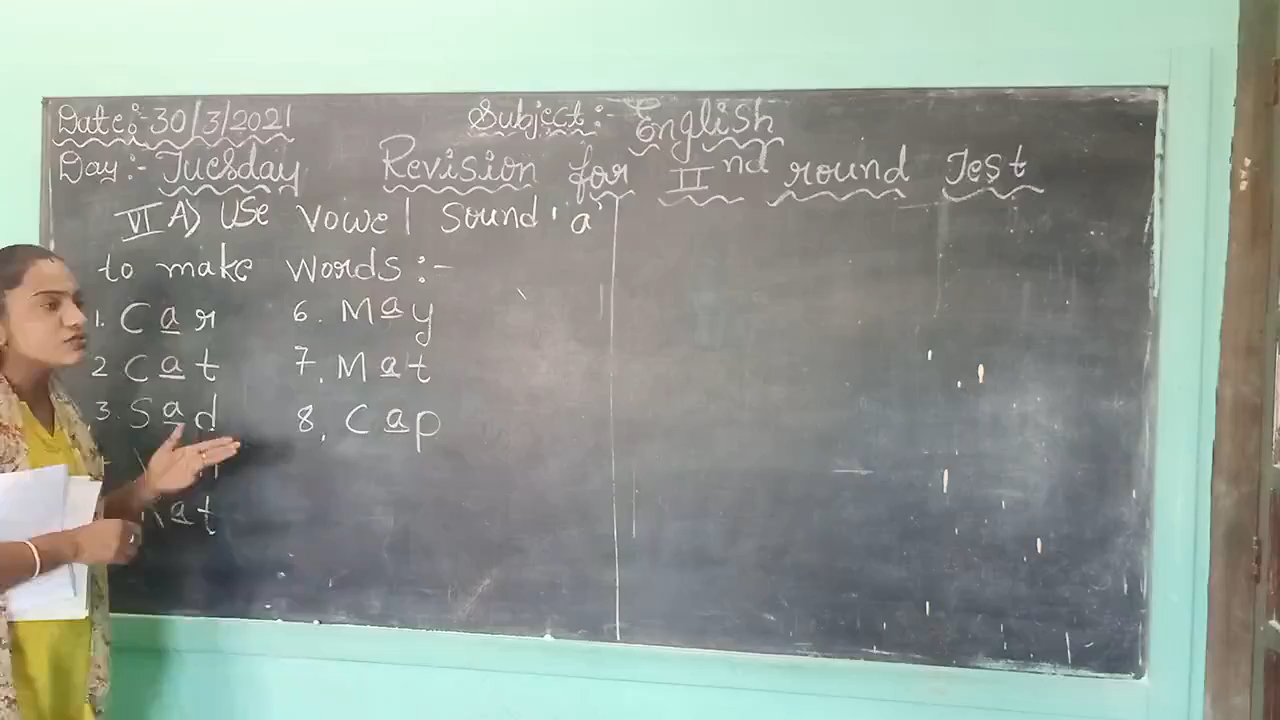 Date:- 30/3/2021
Subject:- English
Day:- Tuesday
Revision for IInd round Test
VI A) Use vowel Sound 'a'
to make words:-
1. Car
2 Cat
3. Sad
at
6. May
7. Mat
8. Cap